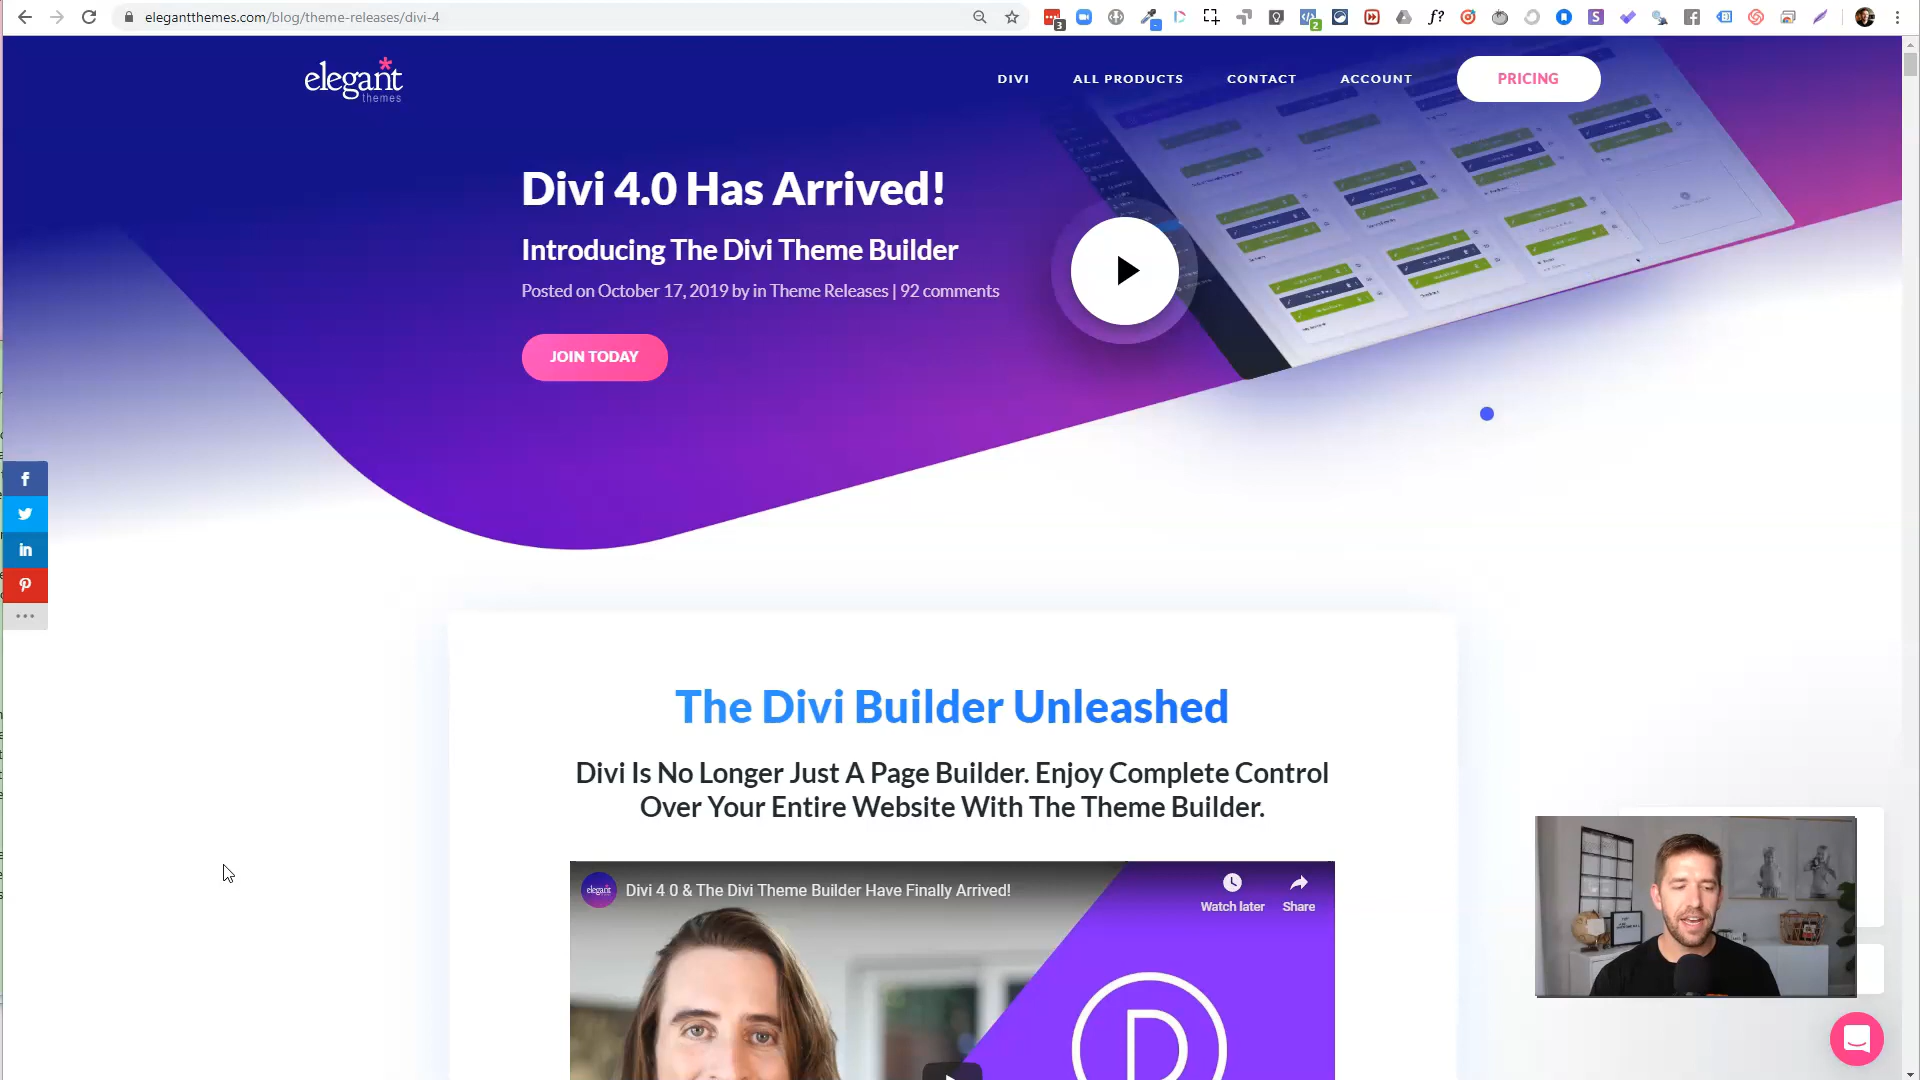 elegantthemes.com/blog/theme-releases/divi-4
elegant
themes
DIVI
ALL PRODUCTS
CONTACT
ACCOUNT
PRICING
Divi 4.0 Has Arrived!
Introducing The Divi Theme Builder
Posted on October 17, 2019 by in Theme Releases | 92 comments
JOIN TODAY
The Divi Builder Unleashed
Divi Is No Longer Just A Page Builder. Enjoy Complete Control
Over Your Entire Website With The Theme Builder.
elegant
Divi 4 0 & The Divi Theme Builder Have Finally Arrived!
Watch later
Share